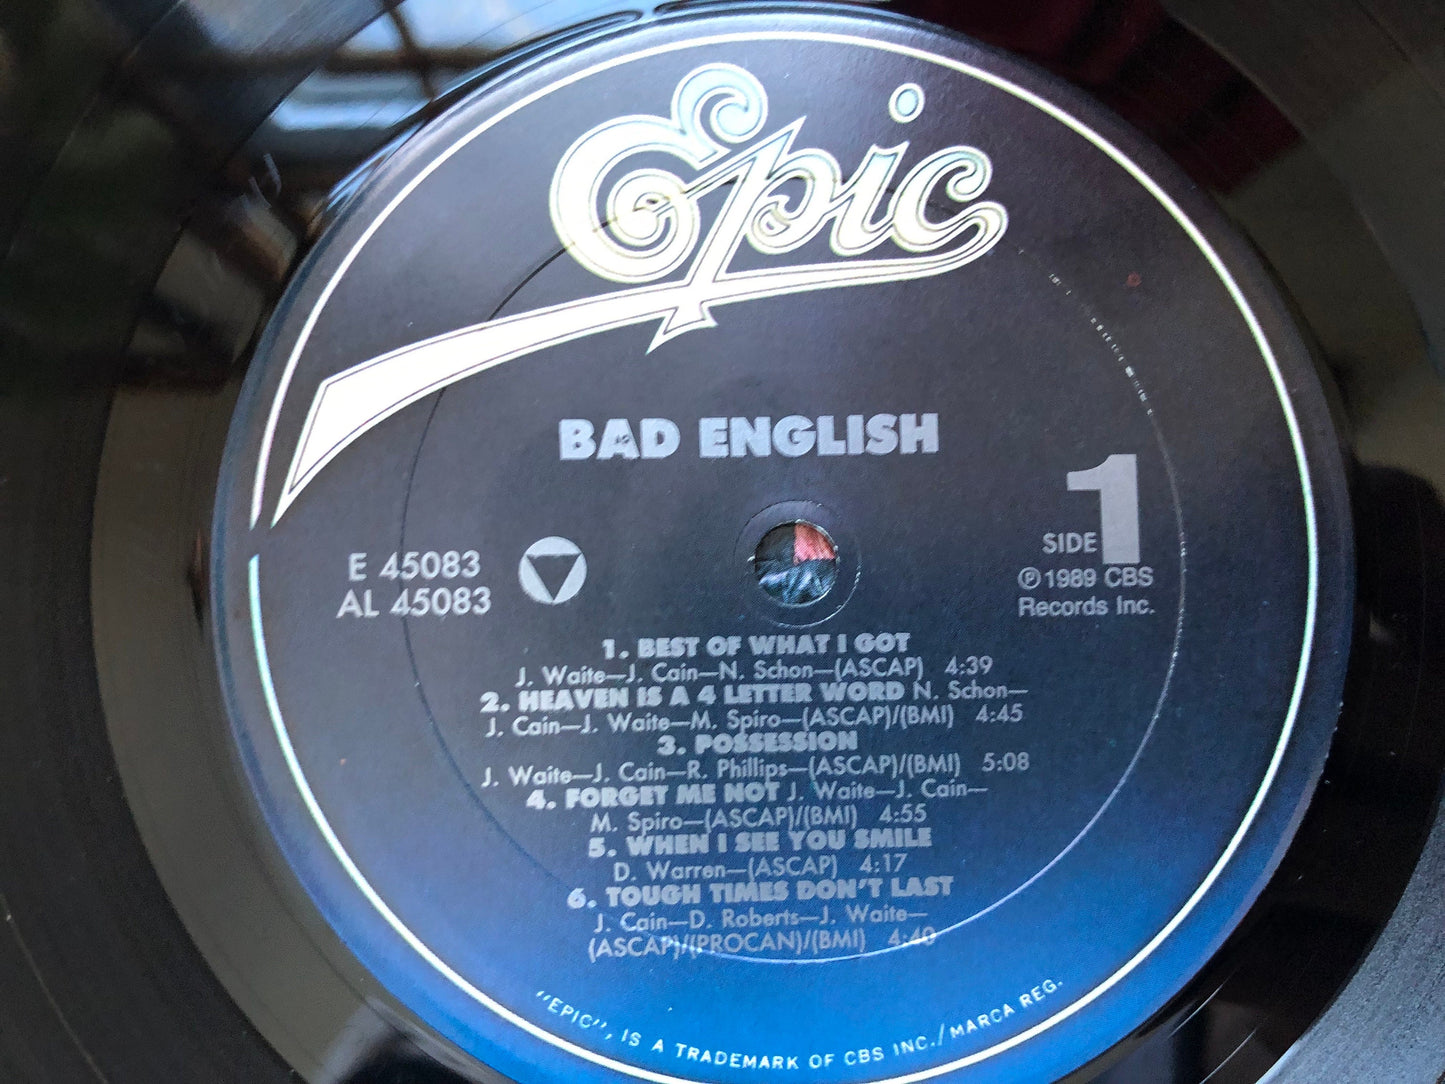 Epic
BAD ENGLISH
SIDE 1
℗ 1989 CBS
Records Inc.
E 45083
AL 45083
1. BEST OF WHAT I GOT
J. Waite—J. Cain—N. Schon—(ASCAP) 4:39
2. HEAVEN IS A 4 LETTER WORD N. Schon—
J. Cain—J. Waite—M. Spiro—(ASCAP)/(BMI) 4:45
3. POSSESSION
J. Waite—J. Cain—R. Phillips—(ASCAP)/(BMI) 5:08
4. FORGET ME NOT J. Waite—J. Cain—
M. Spiro—(ASCAP)/(BMI) 4:55
5. WHEN I SEE YOU SMILE
D. Warren—(ASCAP) 4:17
6. TOUGH TIMES DON'T LAST
J. Cain—D. Roberts—J. Waite—
(ASCAP)/(PROCAN)/(BMI) 4:40
"EPIC", IS A TRADEMARK OF CBS INC./MARCA REG.